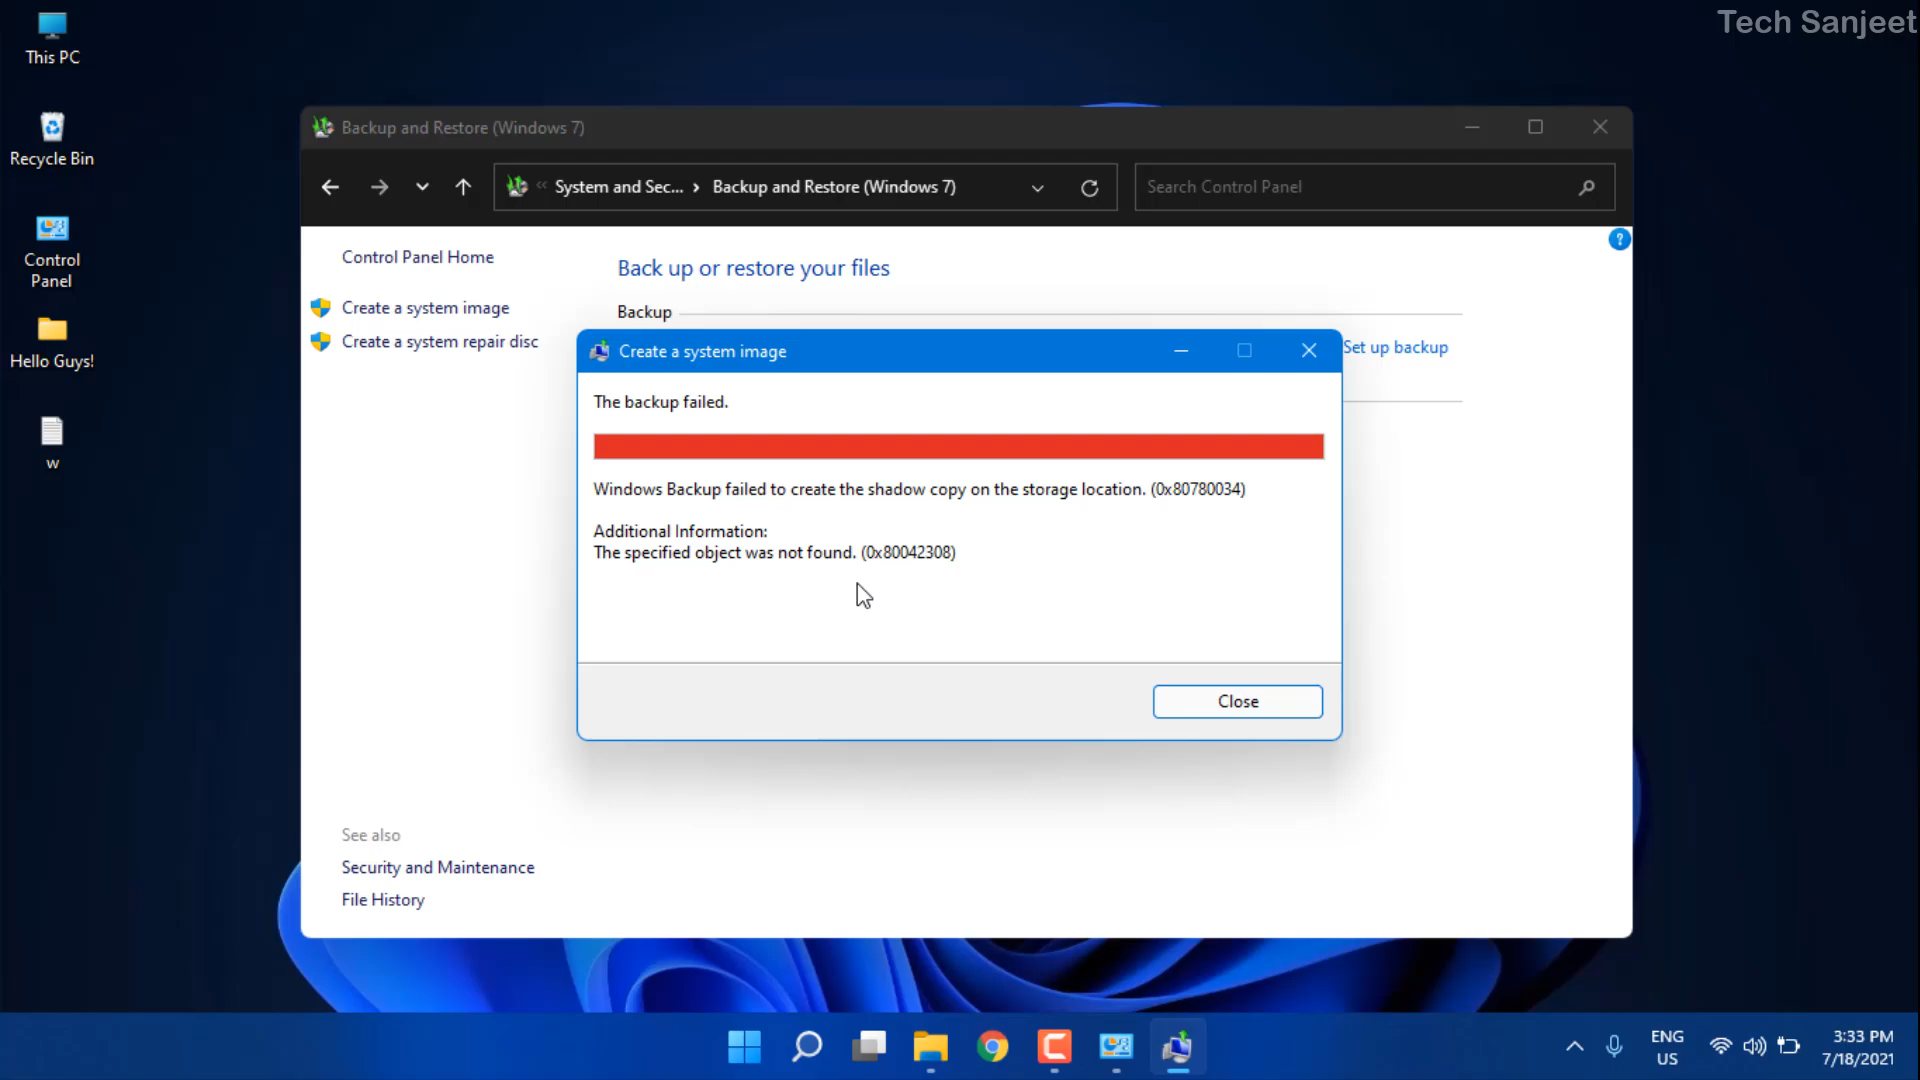 Tech Sanjeet
This PC
Recycle Bin
Control
Panel
Hello Guys!
w
Backup and Restore (Windows 7)
« System and Sec... › Backup and Restore (Windows 7)
Search Control Panel
Control Panel Home
Create a system image
Create a system repair disc
Back up or restore your files
Backup
Set up backup
?
Create a system image
The backup failed.
Windows Backup failed to create the shadow copy on the storage location. (0x80780034)
Additional Information:
The specified object was not found. (0x80042308)
Close
See also
Security and Maintenance
File History
ENG
US
3:33 PM
7/18/2021